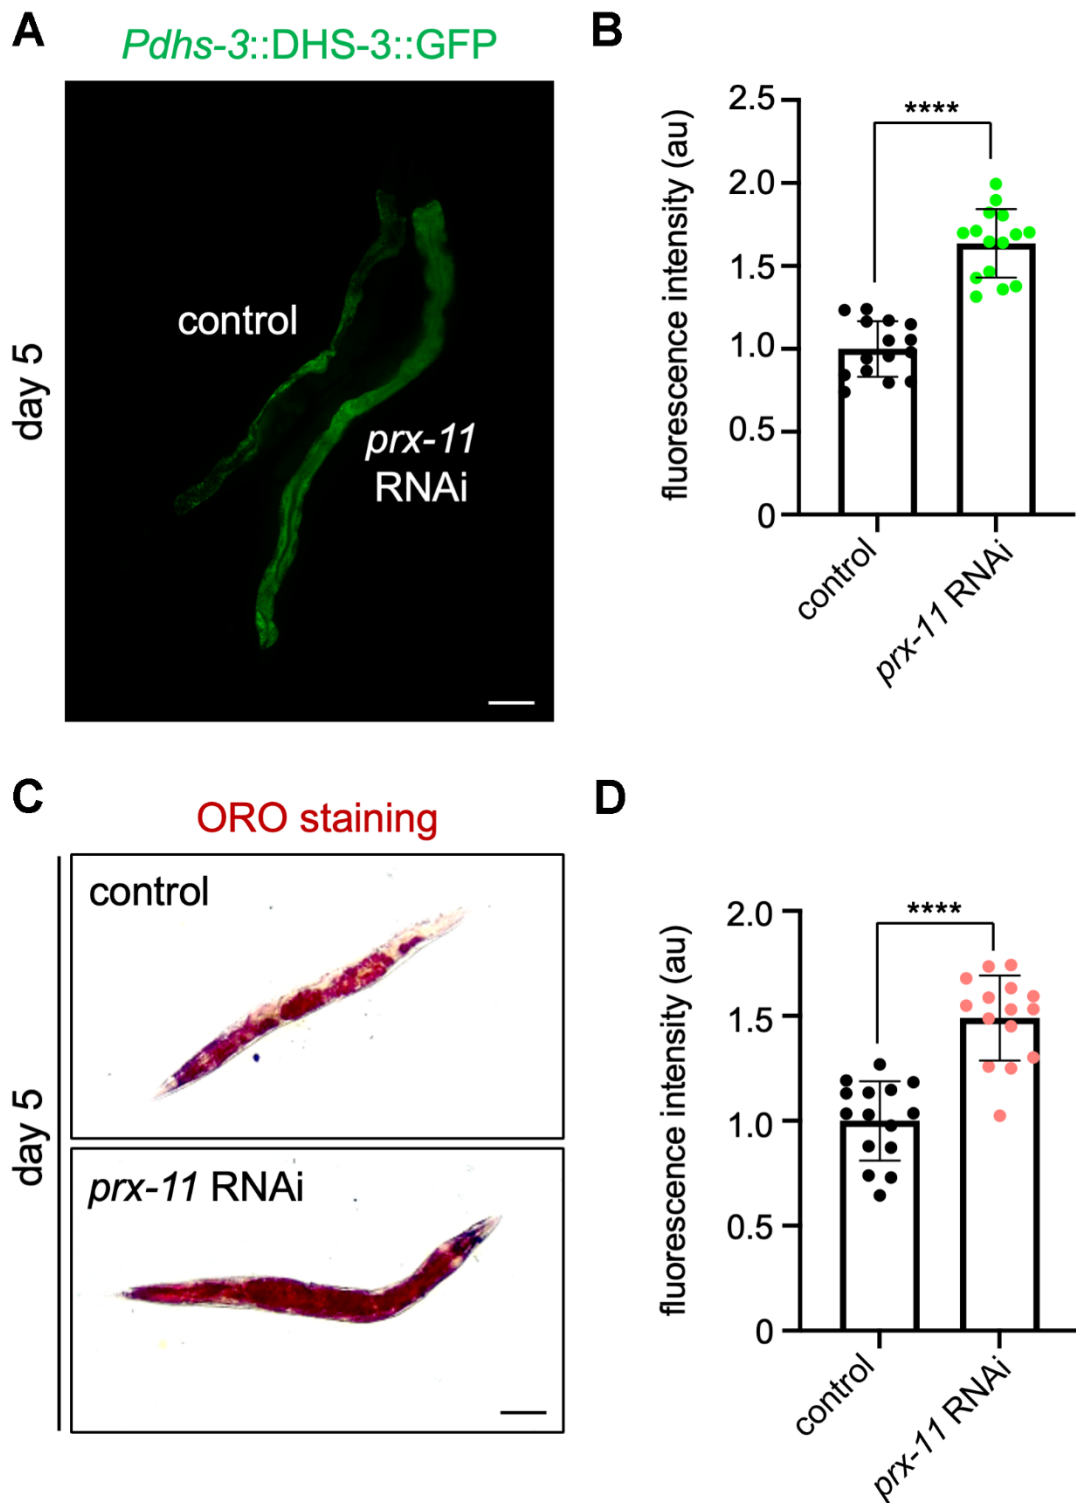 A
Pdhs-3::DHS-3::GFP
day 5
control
prx-11
RNAi
B
fluorescence intensity (au)
2.5
2.0
1.5
1.0
0.5
0
****
control
prx-11 RNAi
C
ORO staining
day 5
control
prx-11 RNAi
D
fluorescence intensity (au)
2.0
1.5
1.0
0.5
0
****
control
prx-11 RNAi